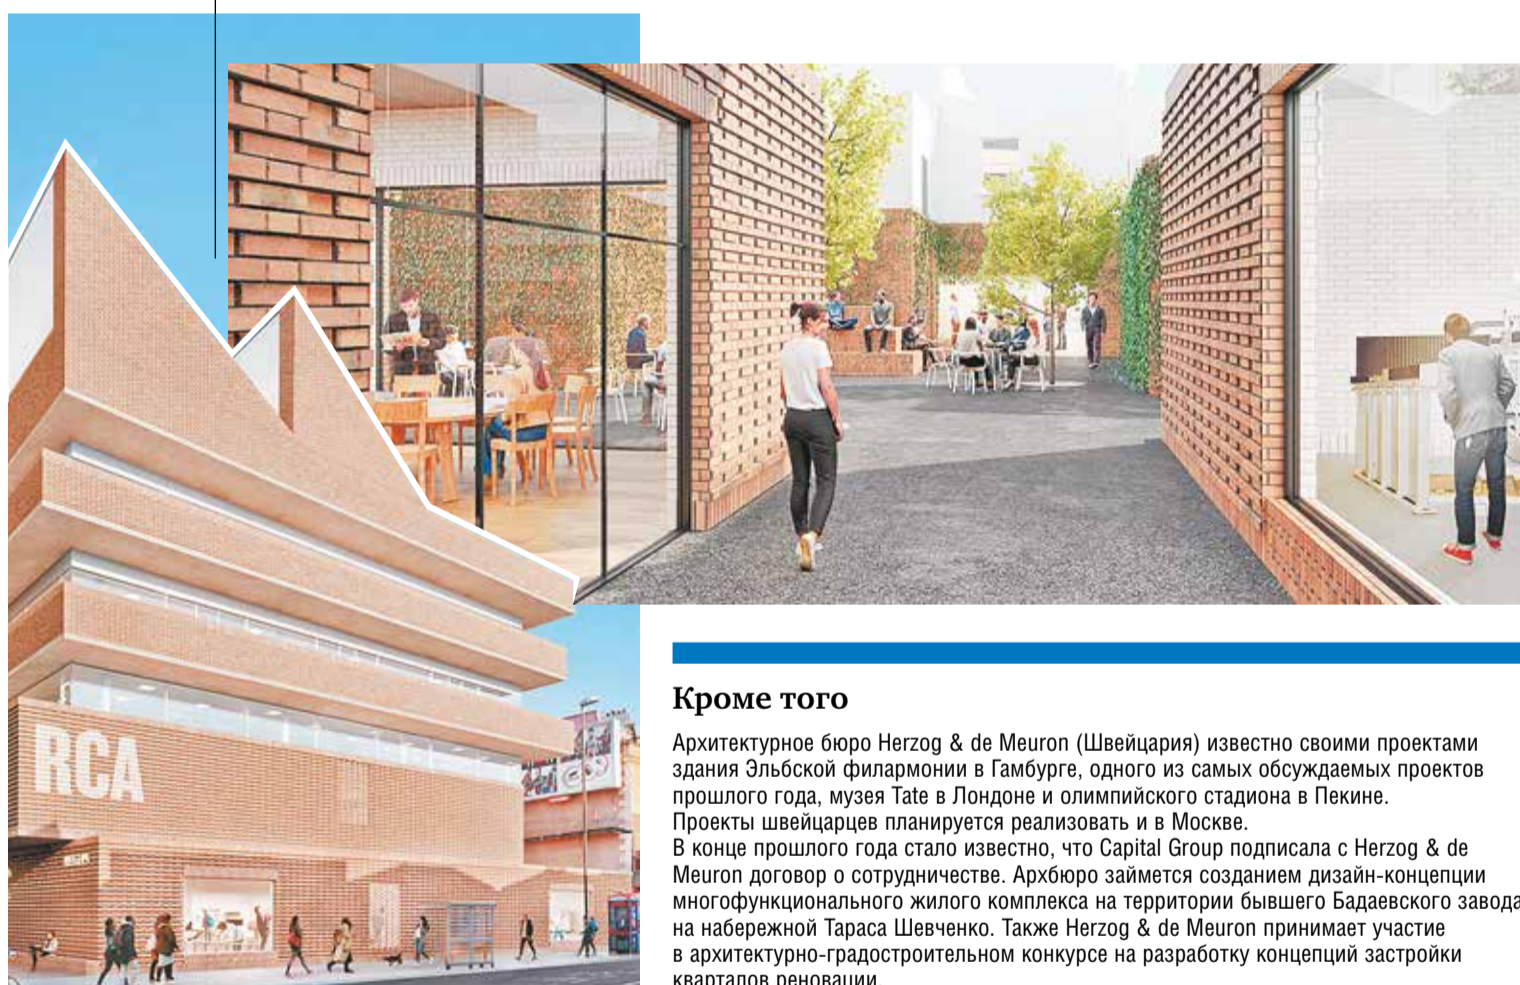 RCA
Кроме того
Архитектурное бюро Herzog & de Meuron (Швейцария) известно своими проектами
здания Эльбской филармонии в Гамбурге, одного из самых обсуждаемых проектов
прошлого года, музея Tate в Лондоне и олимпийского стадиона в Пекине.
Проекты швейцарцев планируется реализовать и в Москве.
В конце прошлого года стало известно, что Capital Group подписала с Herzog & de
Meuron договор о сотрудничестве. Архбюро займется созданием дизайн-концепции
многофункционального жилого комплекса на территории бывшего Бадаевского завода
на набережной Тараса Шевченко. Также Herzog & de Meuron принимает участие
в архитектурно-градостроительном конкурсе на разработку концепций застройки
кварталов реновации.